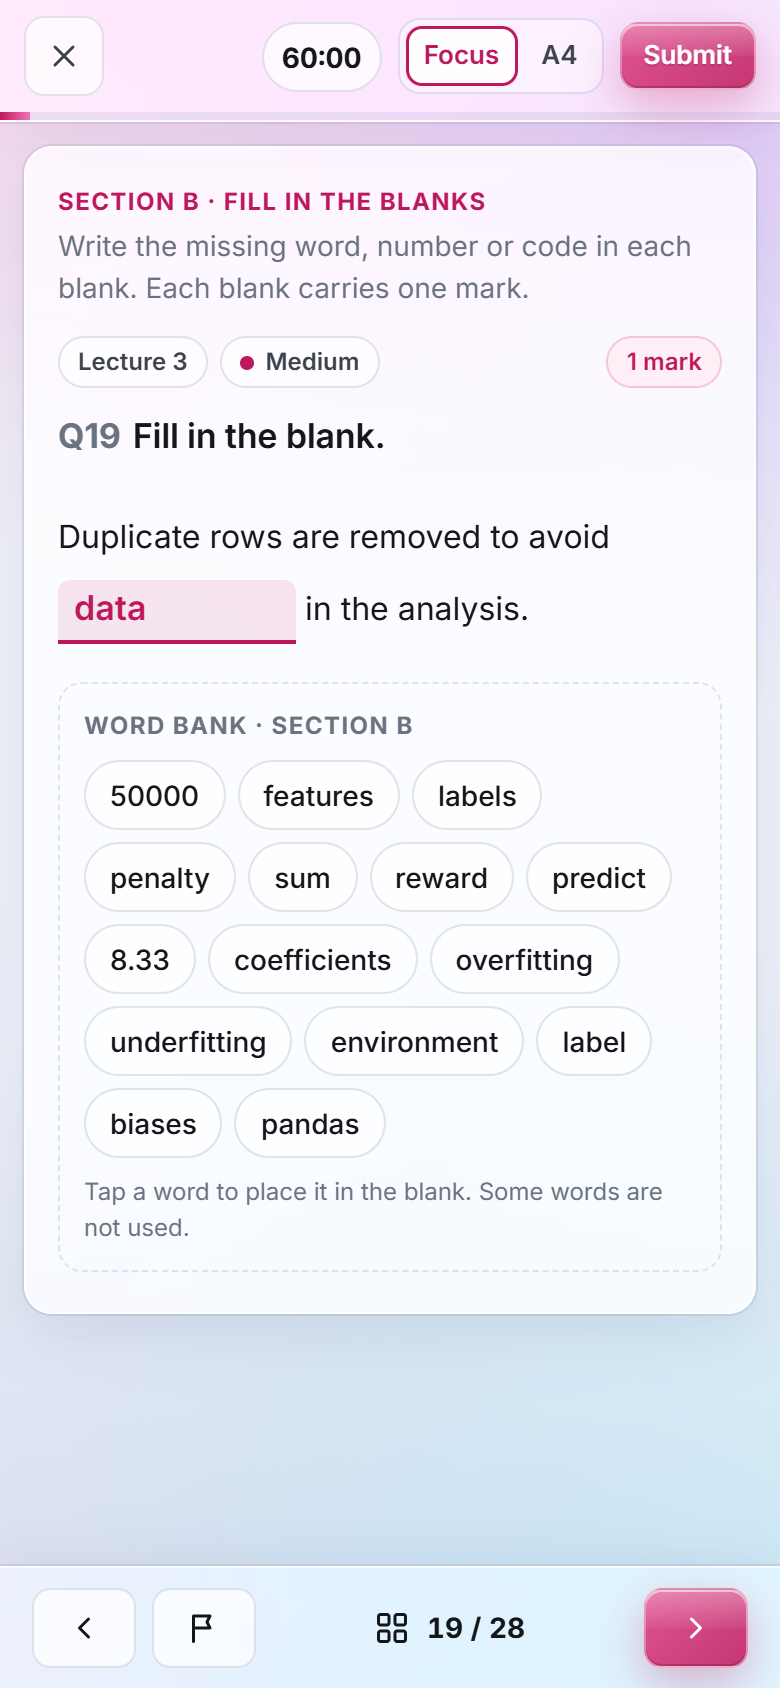 60:00 Focus A4 Submit
SECTION B · FILL IN THE BLANKS
Write the missing word, number or code in each
blank. Each blank carries one mark.
Lecture 3 Medium 1 mark
Q19 Fill in the blank.
Duplicate rows are removed to avoid
data in the analysis.
WORD BANK · SECTION B
50000 features labels
penalty sum reward predict
8.33 coefficients overfitting
underfitting environment label
biases pandas
Tap a word to place it in the blank. Some words are
not used.
19 / 28